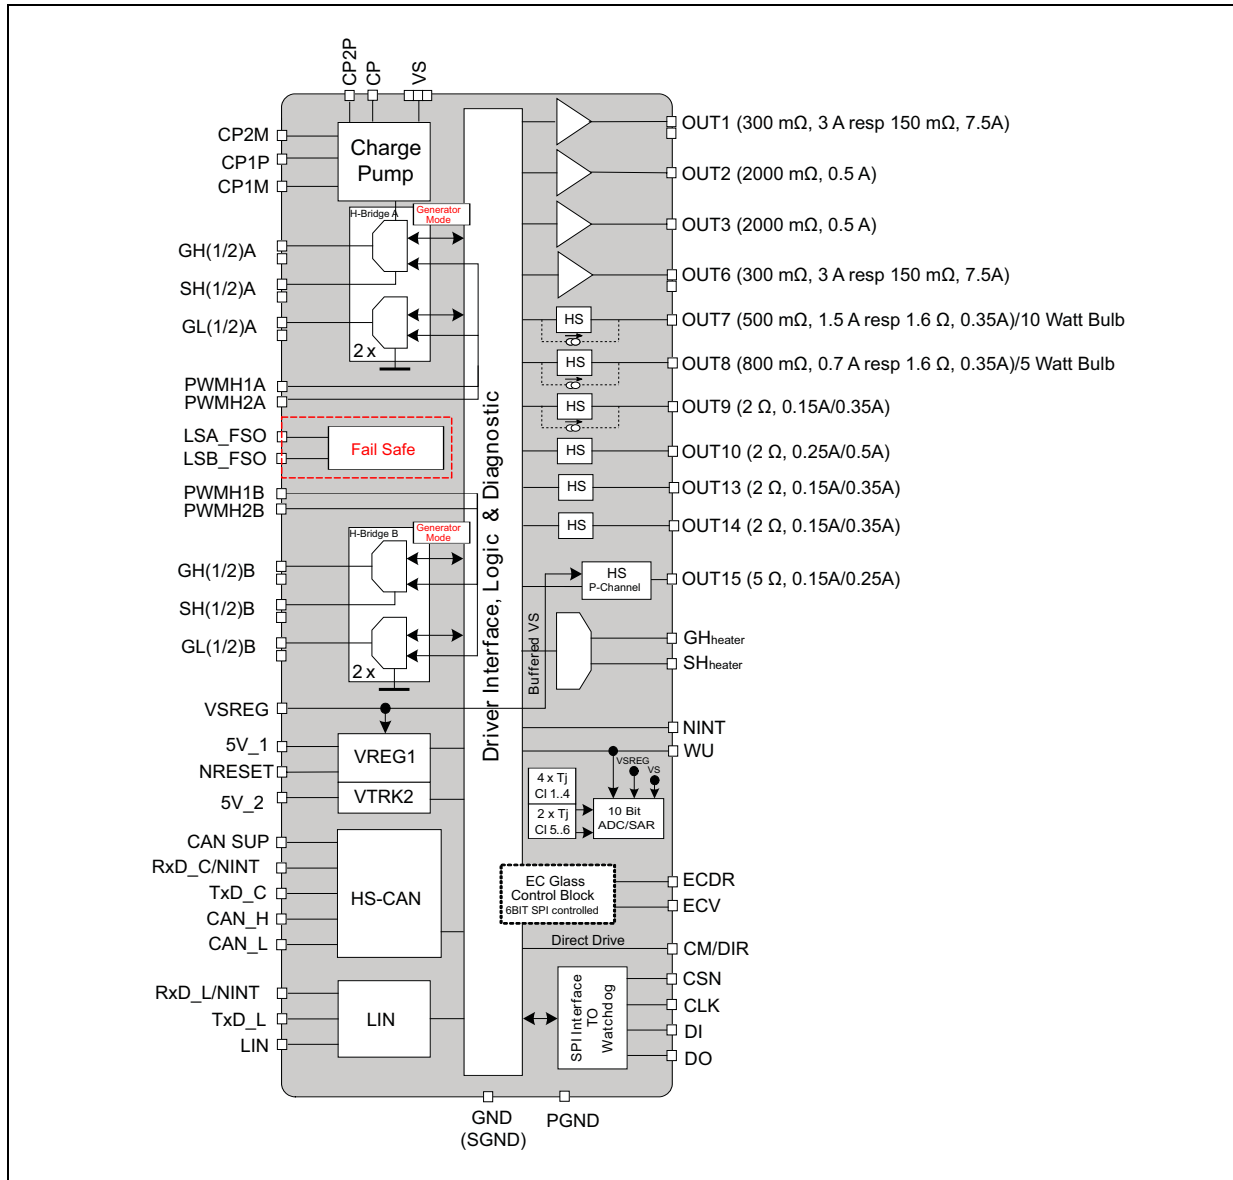 CP2P
CP
VS
CP2M
CP1P
CP1M
Charge
Pump
H-Bridge A
Generator
Mode
GH(1/2)A
SH(1/2)A
GL(1/2)A
2 x
PWMH1A
PWMH2A
LSA_FSO
LSB_FSO
Fail Safe
PWMH1B
PWMH2B
H-Bridge B
Generator
Mode
GH(1/2)B
SH(1/2)B
GL(1/2)B
2 x
VSREG
5V_1
NRESET
5V_2
VREG1
VTRK2
CAN SUP
RxD_C/NINT
TxD_C
CAN_H
CAN_L
HS-CAN
RxD_L/NINT
TxD_L
LIN
LIN
Driver Interface, Logic & Diagnostic
OUT1 (300 mΩ, 3 A resp 150 mΩ, 7.5A)
OUT2 (2000 mΩ, 0.5 A)
OUT3 (2000 mΩ, 0.5 A)
OUT6 (300 mΩ, 3 A resp 150 mΩ, 7.5A)
HS
OUT7 (500 mΩ, 1.5 A resp 1.6 Ω, 0.35A)/10 Watt Bulb
HS
OUT8 (800 mΩ, 0.7 A resp 1.6 Ω, 0.35A)/5 Watt Bulb
HS
OUT9 (2 Ω, 0.15A/0.35A)
HS
OUT10 (2 Ω, 0.25A/0.5A)
HS
OUT13 (2 Ω, 0.15A/0.35A)
HS
OUT14 (2 Ω, 0.15A/0.35A)
HS
P-Channel
OUT15 (5 Ω, 0.15A/0.25A)
Buffered VS
GHheater
SHheater
NINT
WU
VSREG
VS
4 x Tj
Cl 1..4
2 x Tj
Cl 5..6
10 Bit
ADC/SAR
EC Glass
Control Block
6BIT SPI controlled
ECDR
ECV
Direct Drive
CM/DIR
SPI Interface
TO
Watchdog
CSN
CLK
DI
DO
GND
(SGND)
PGND